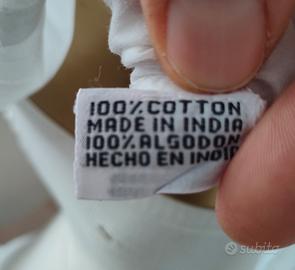 100% COTTON
MADE IN INDIA
100% ALGODON
HECHO EN INDIA
subito